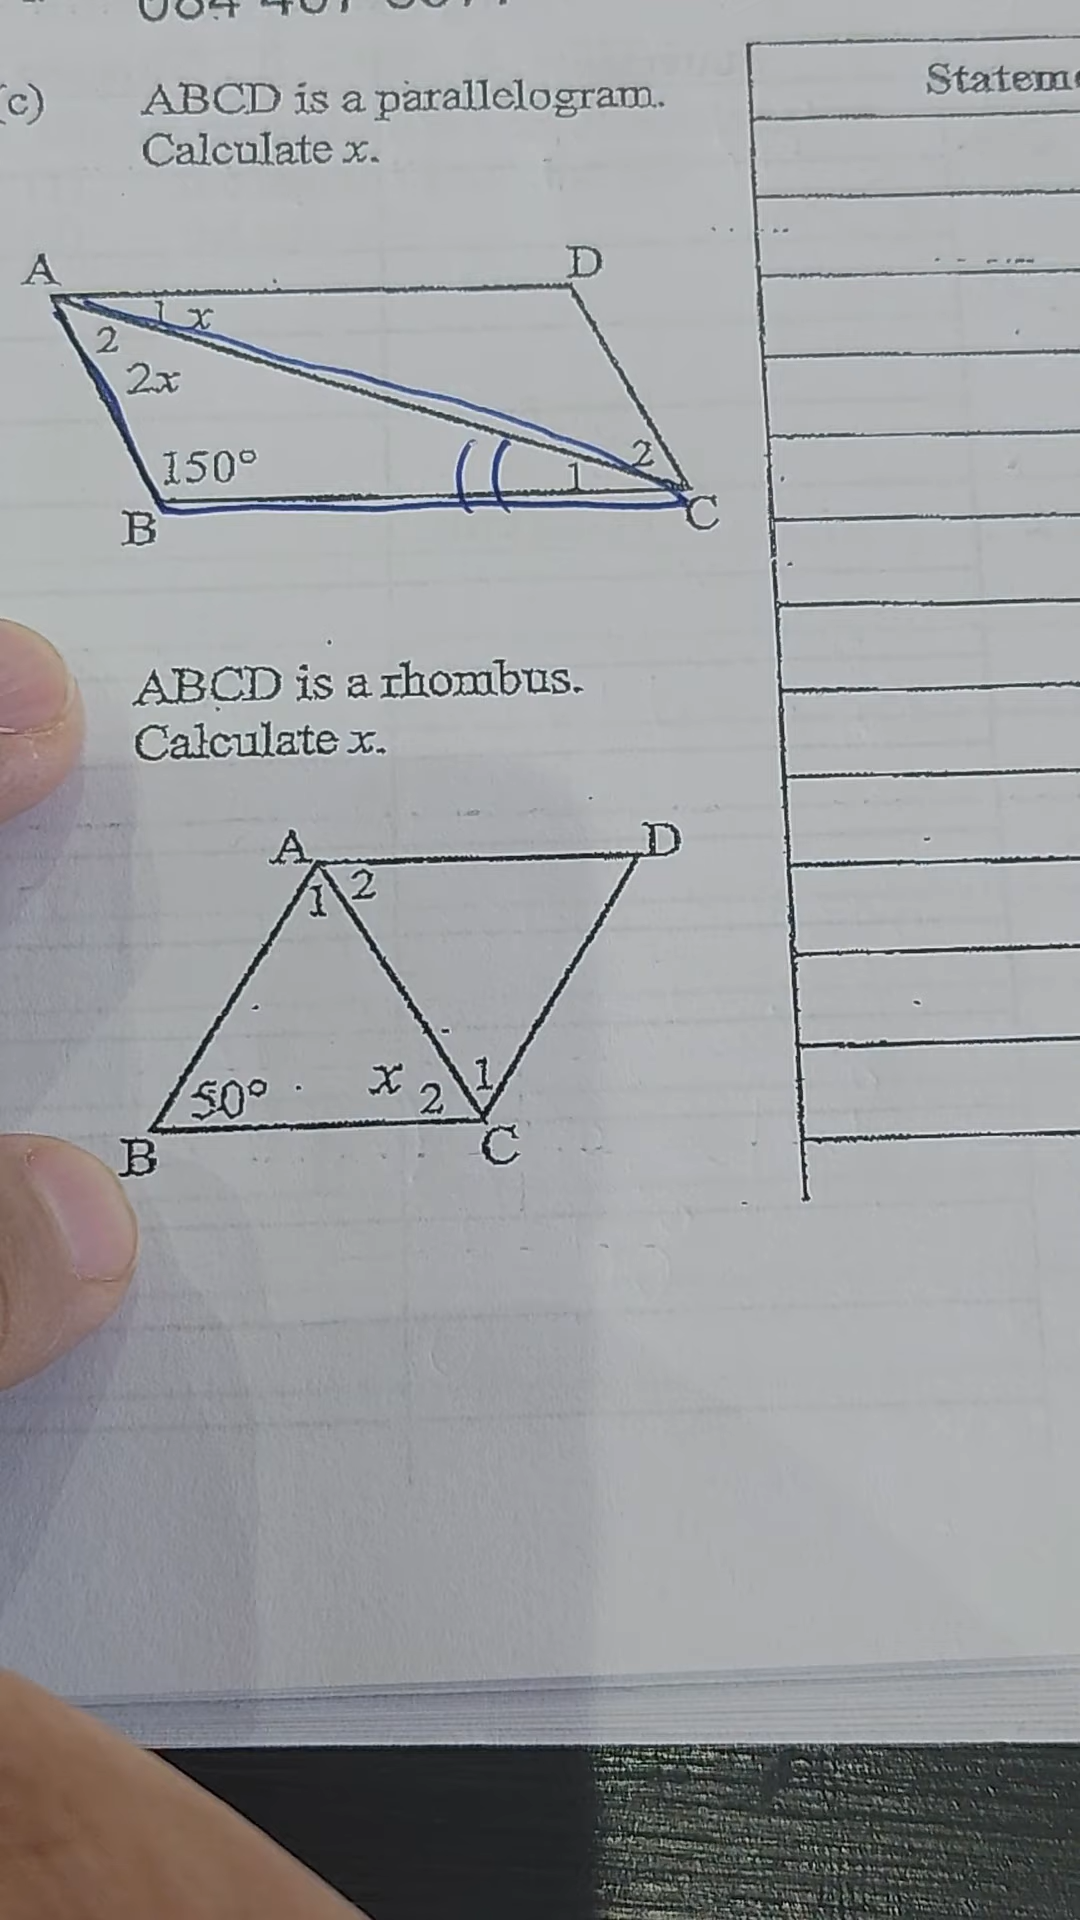 (c) ABCD is a parallelogram.
Calculate x.
A
D
1 x
2
2x
150°
2
1
B
C
ABCD is a rhombus.
Calculate x.
A
D
1 2
50°
x 2 1
B
C